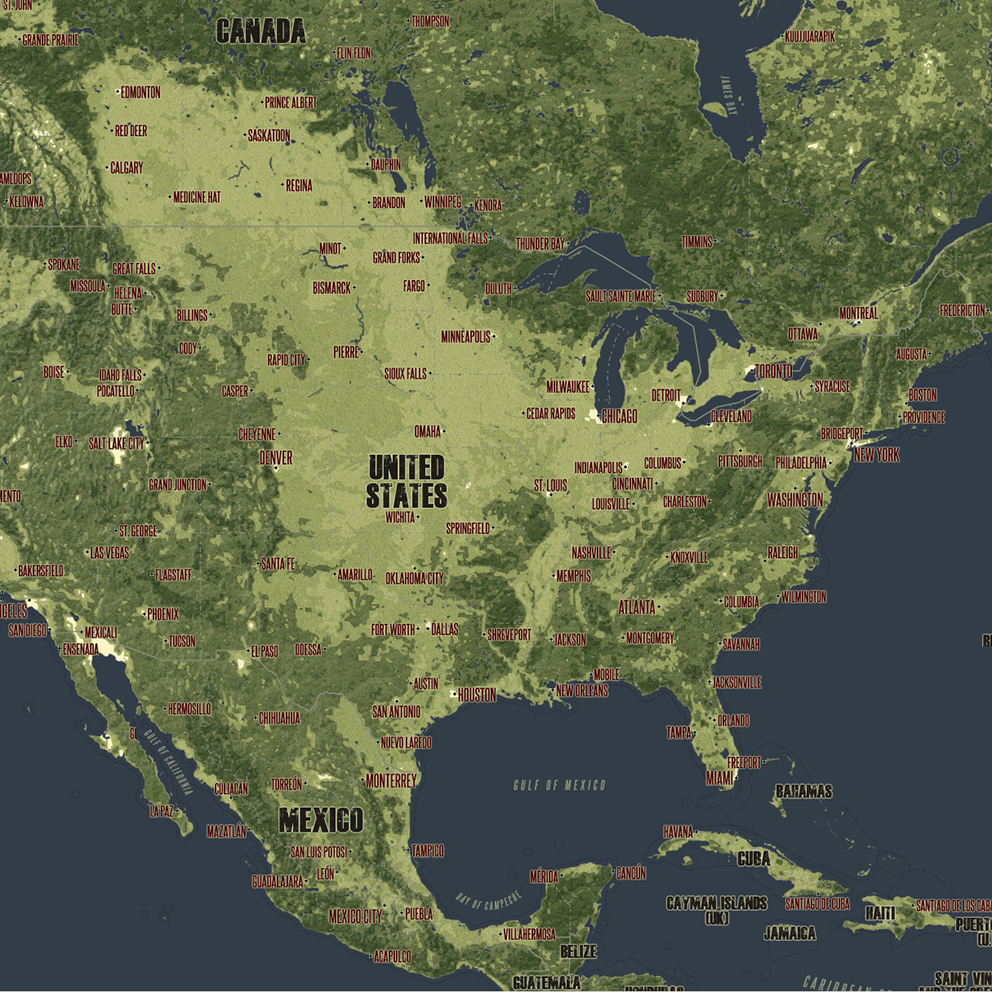 ST. JOHN
THOMPSON
CANADA
KUUJJUARAPIK
GRANDE PRAIRIE
FLIN FLON
EDMONTON
PRINCE ALBERT
JAMES BAY
RED DEER
SASKATOON
CALGARY
DAUPHIN
AMLOOPS
REGINA
MEDICINE HAT
KELOWNA
BRANDON
WINNIPEG
KENORA
INTERNATIONAL FALLS
THUNDER BAY
TIMMINS
MINOT
GRAND FORKS
SPOKANE
GREAT FALLS
MISSOULA
HELENA
BISMARCK
FARGO
DULUTH
SAULT SAINTE MARIE
SUDBURY
BUTTE
BILLINGS
MONTREAL
FREDERICTON
MINNEAPOLIS
OTTAWA
CODY
PIERRE
RAPID CITY
AUGUSTA
BOISE
IDAHO FALLS
SIOUX FALLS
TORONTO
POCATELLO
CASPER
MILWAUKEE
DETROIT
SYRACUSE
BOSTON
CEDAR RAPIDS
CHICAGO
CLEVELAND
PROVIDENCE
ELKO
SALT LAKE CITY
CHEYENNE
OMAHA
BRIDGEPORT
DENVER
NEW YORK
UNITED
STATES
INDIANAPOLIS
COLUMBUS
PITTSBURGH
PHILADELPHIA
GRAND JUNCTION
ST. LOUIS
CINCINNATI
MENTO
LOUISVILLE
CHARLESTON
WASHINGTON
WICHITA
SPRINGFIELD
ST. GEORGE
LAS VEGAS
NASHVILLE
KNOXVILLE
RALEIGH
BAKERSFIELD
FLAGSTAFF
SANTA FE
AMARILLO
OKLAHOMA CITY
MEMPHIS
GELES
PHOENIX
ATLANTA
COLUMBIA
WILMINGTON
SAN DIEGO
MEXICALI
FORT WORTH
DALLAS
SHREVEPORT
JACKSON
MONTGOMERY
SAVANNAH
TUCSON
ENSENADA
EL PASO
ODESSA
MOBILE
AUSTIN
HOUSTON
NEW ORLEANS
JACKSONVILLE
HERMOSILLO
CHIHUAHUA
SAN ANTONIO
ORLANDO
TAMPA
GULF OF CALIFORNIA
NUEVO LAREDO
FREEPORT
TORREÓN
MONTERREY
GULF OF MEXICO
MIAMI
CULIACÁN
BAHAMAS
LA PAZ
MEXICO
MAZATLÁN
HAVANA
SAN LUIS POTOSI
TAMPICO
CUBA
LEÓN
GUADALAJARA
MÉRIDA
CANCÚN
BAY OF CAMPECHE
CAYMAN ISLANDS
(UK)
SANTIAGO DE CUBA
SANTIAGO DE LOS CABA
MEXICO CITY
PUEBLA
HAITI
JAMAICA
PUERTO
(U.
VILLAHERMOSA
BELIZE
ACAPULCO
GUATEMALA
HONDURAS
CARIBBEAN
SAINT VIN